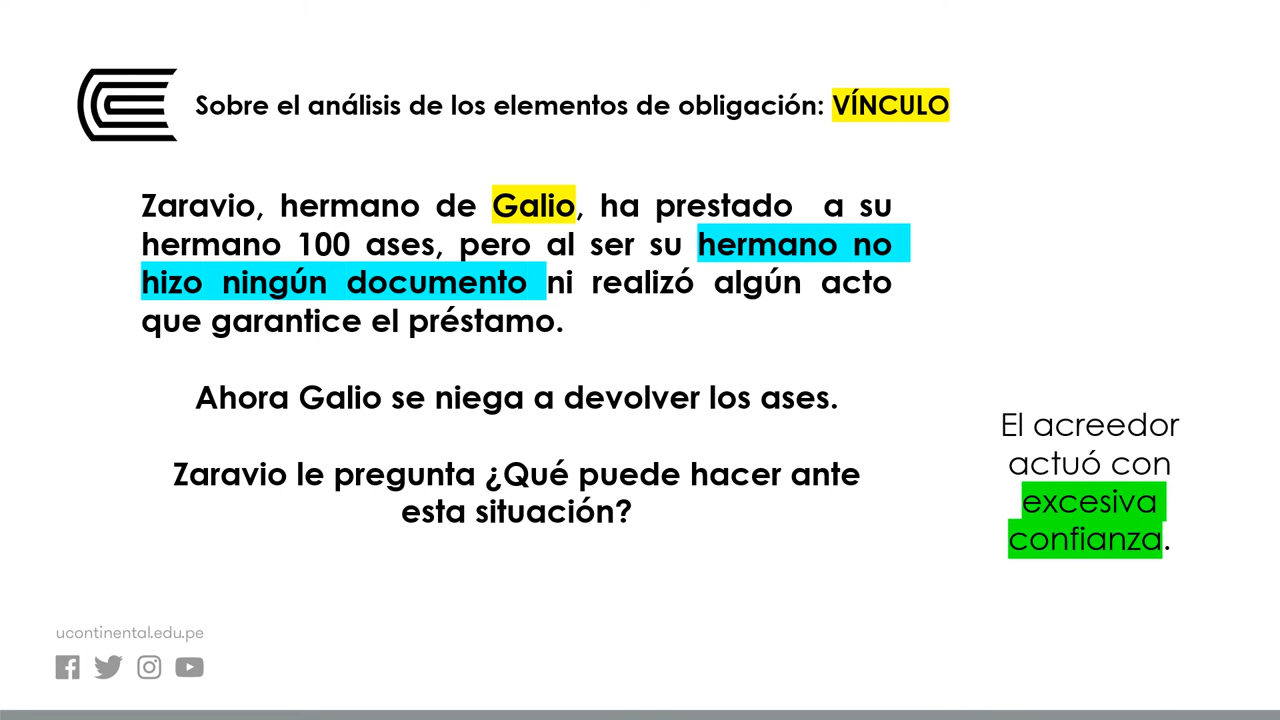 Sobre el análisis de los elementos de obligación: VÍNCULO
Zaravio, hermano de Galio, ha prestado a su
hermano 100 ases, pero al ser su hermano no
hizo ningún documento ni realizó algún acto
que garantice el préstamo.
Ahora Galio se niega a devolver los ases.
Zaravio le pregunta ¿Qué puede hacer ante
esta situación?
El acreedor
actuó con
excesiva
confianza.
ucontinental.edu.pe